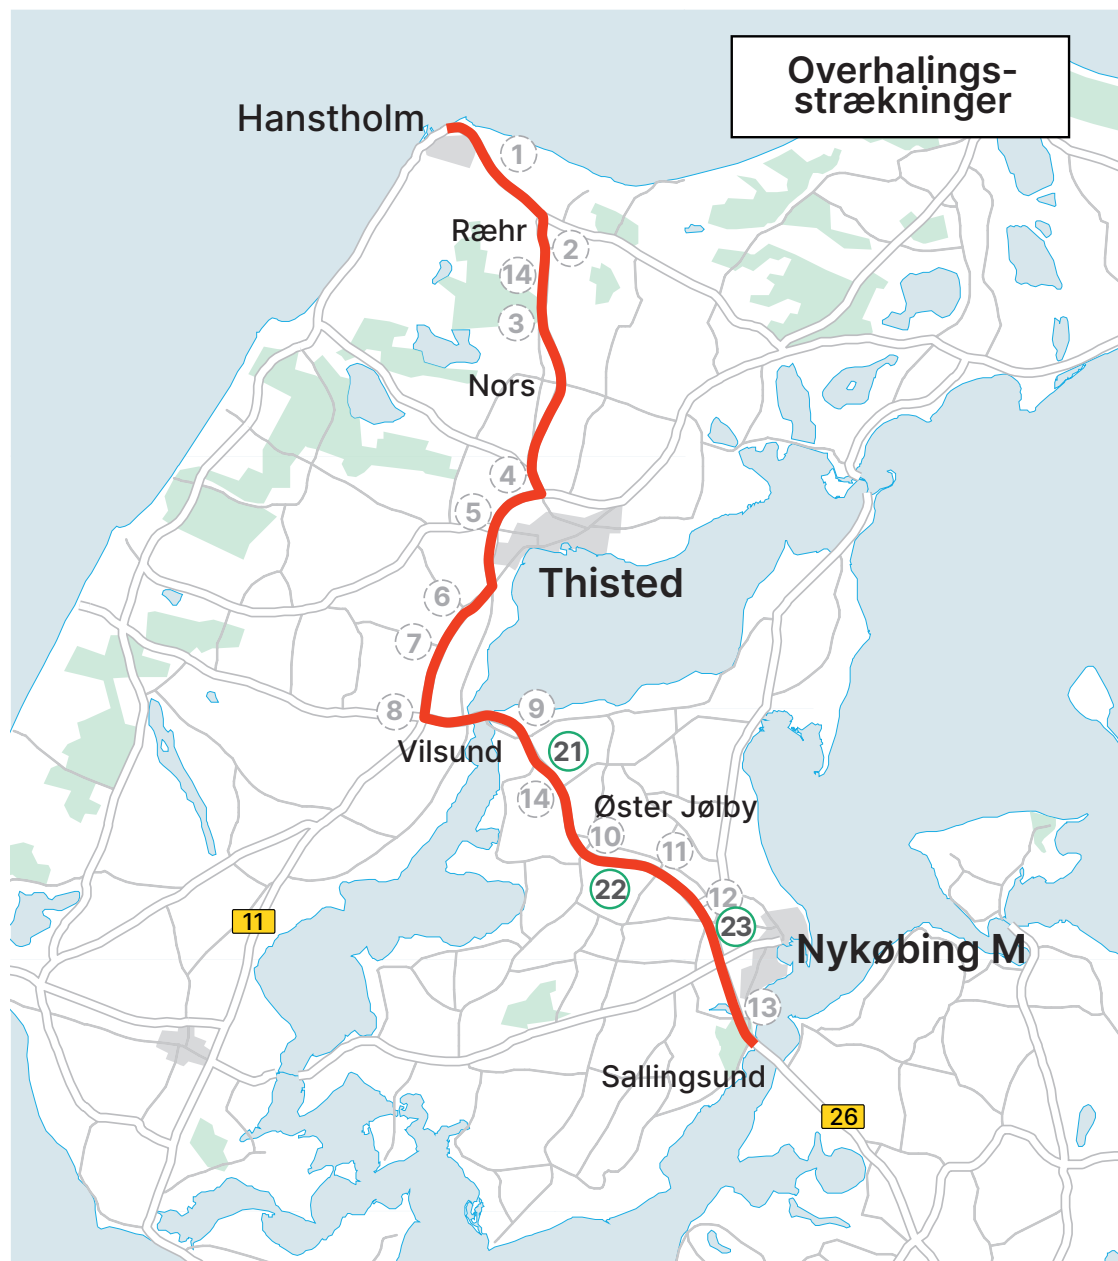 Overhalings-
strækninger
Hanstholm
1
Ræhr
2
14
3
Nors
4
5
Thisted
6
7
8
9
Vilsund
21
14
Øster Jølby
10
11
22
12
11
23
Nykøbing M
13
Sallingsund
26